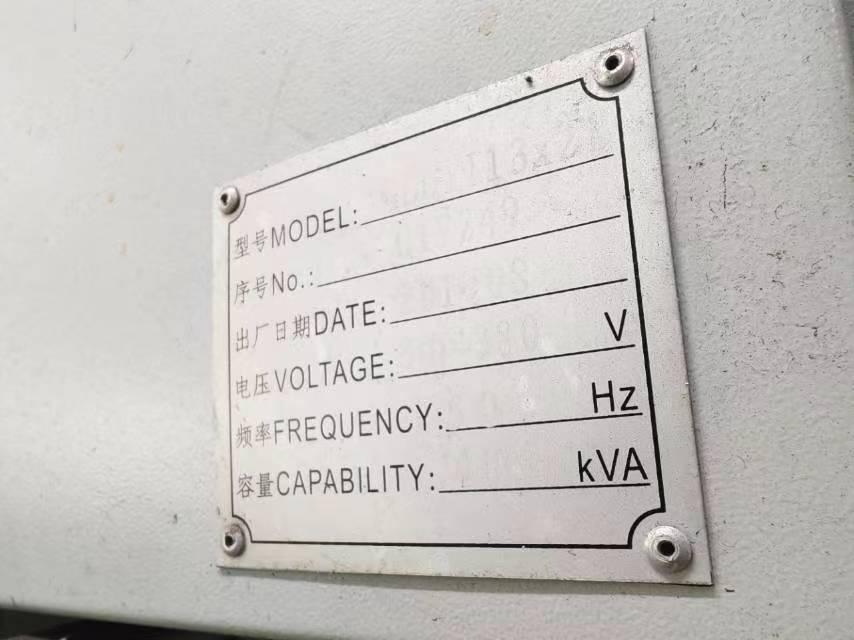 型号MODEL:
序号No.:
出厂日期DATE:
电压VOLTAGE: V
频率FREQUENCY: Hz
容量CAPABILITY: kVA